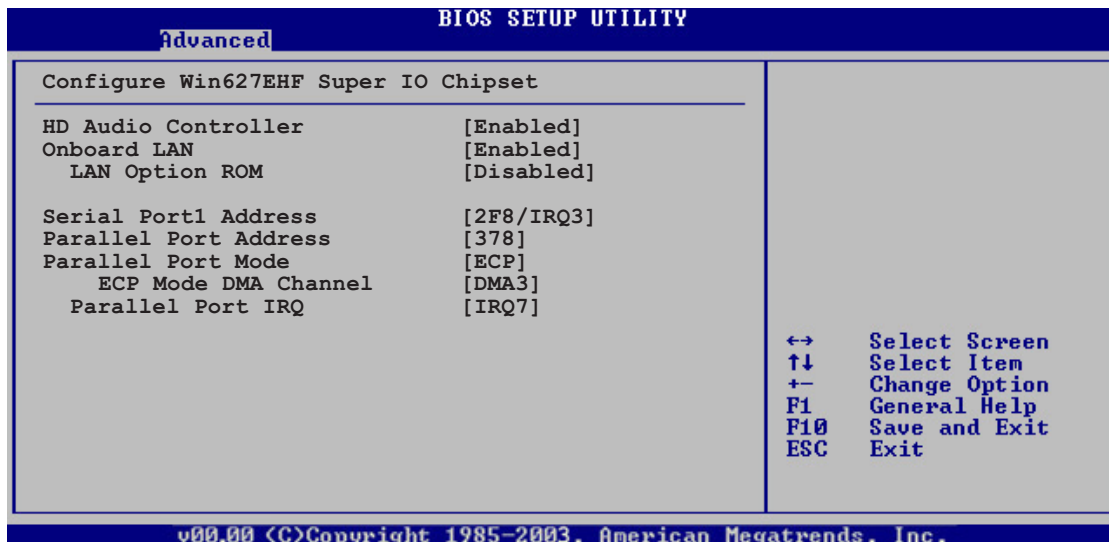 BIOS SETUP UTILITY
Advanced
Configure Win627EHF Super IO Chipset
HD Audio Controller [Enabled]
Onboard LAN [Enabled]
LAN Option ROM [Disabled]
Serial Port1 Address [2F8/IRQ3]
Parallel Port Address [378]
Parallel Port Mode [ECP]
ECP Mode DMA Channel [DMA3]
Parallel Port IRQ [IRQ7]
←→ Select Screen
↑↓ Select Item
+- Change Option
F1 General Help
F10 Save and Exit
ESC Exit
v00.00 (C)Copyright 1985-2003, American Megatrends, Inc.